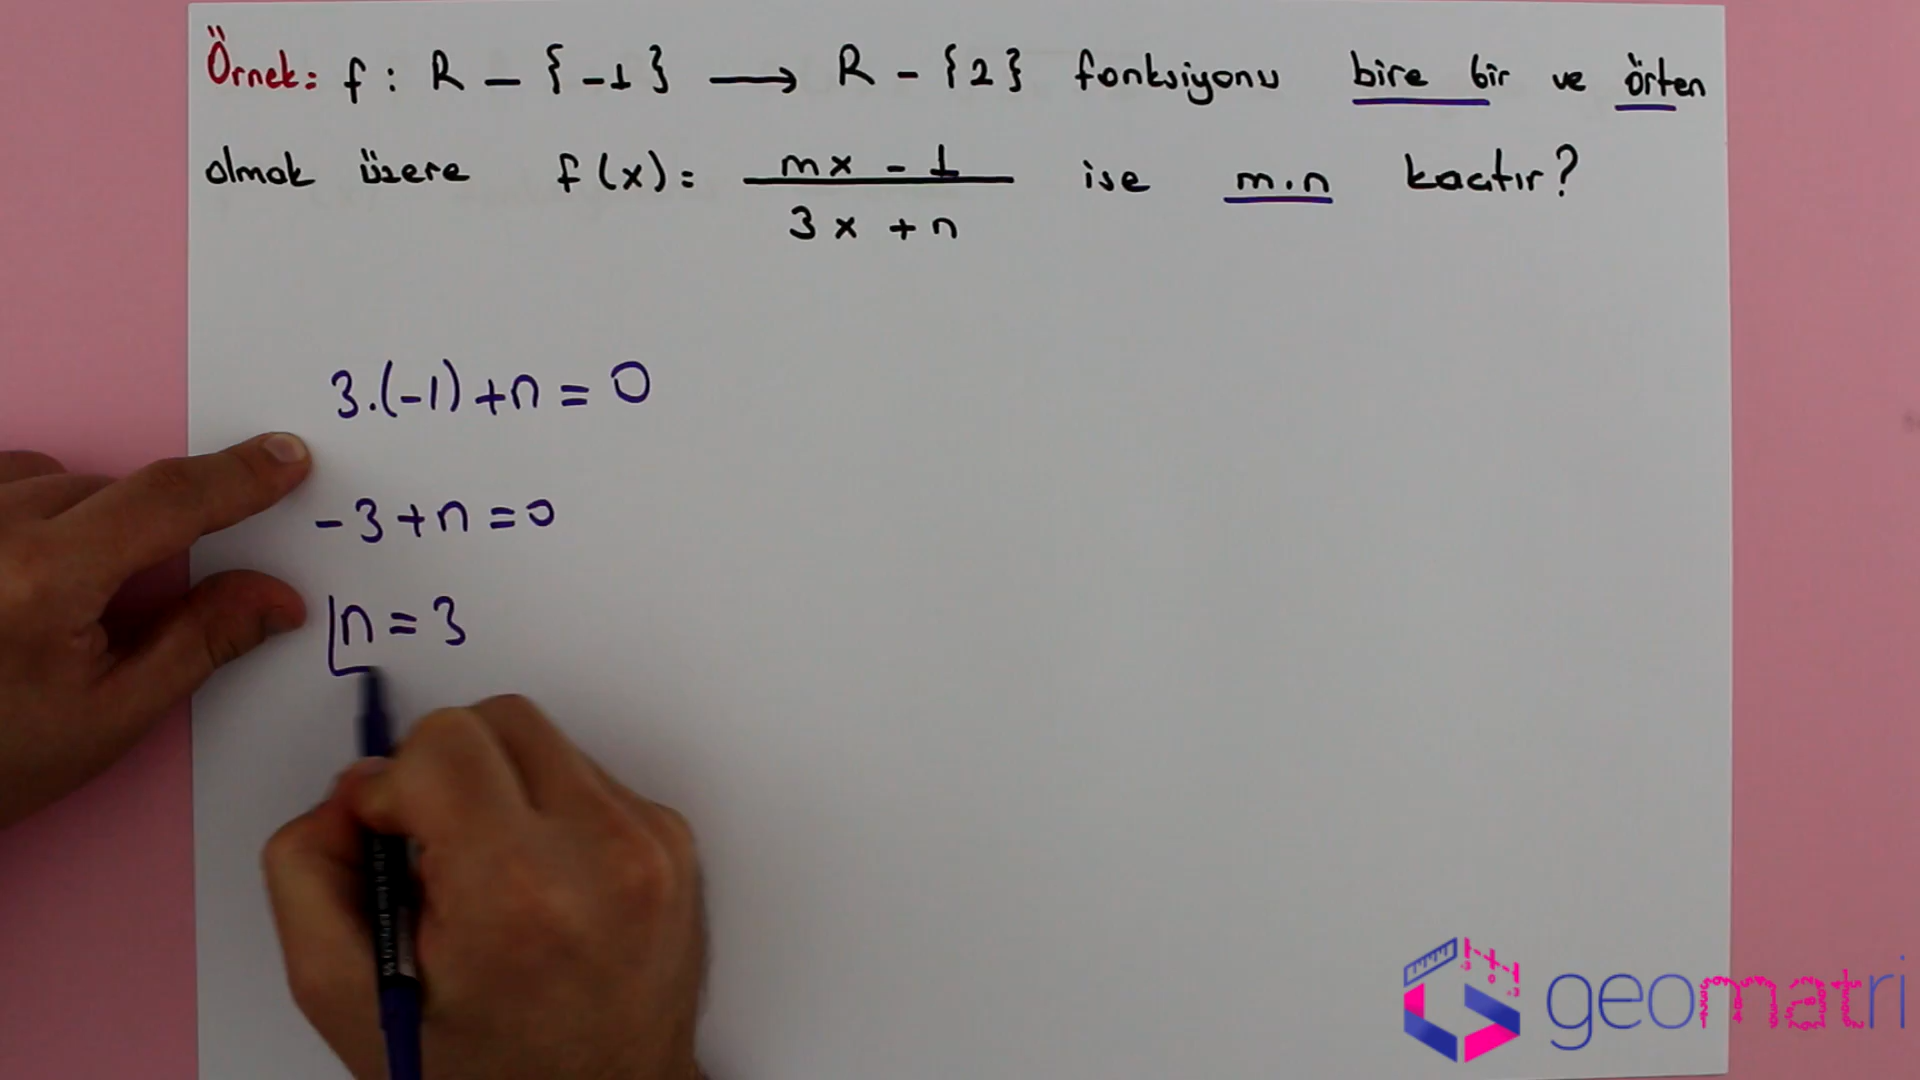 Örnek: f : R - {-1} → R - {2} fonksiyonu bire bir ve örten
olmak üzere f(x) = mx - 1 / 3x + n ise m.n kaçtır?
3.(-1)+n = 0
-3+n=0
n = 3
geomatri